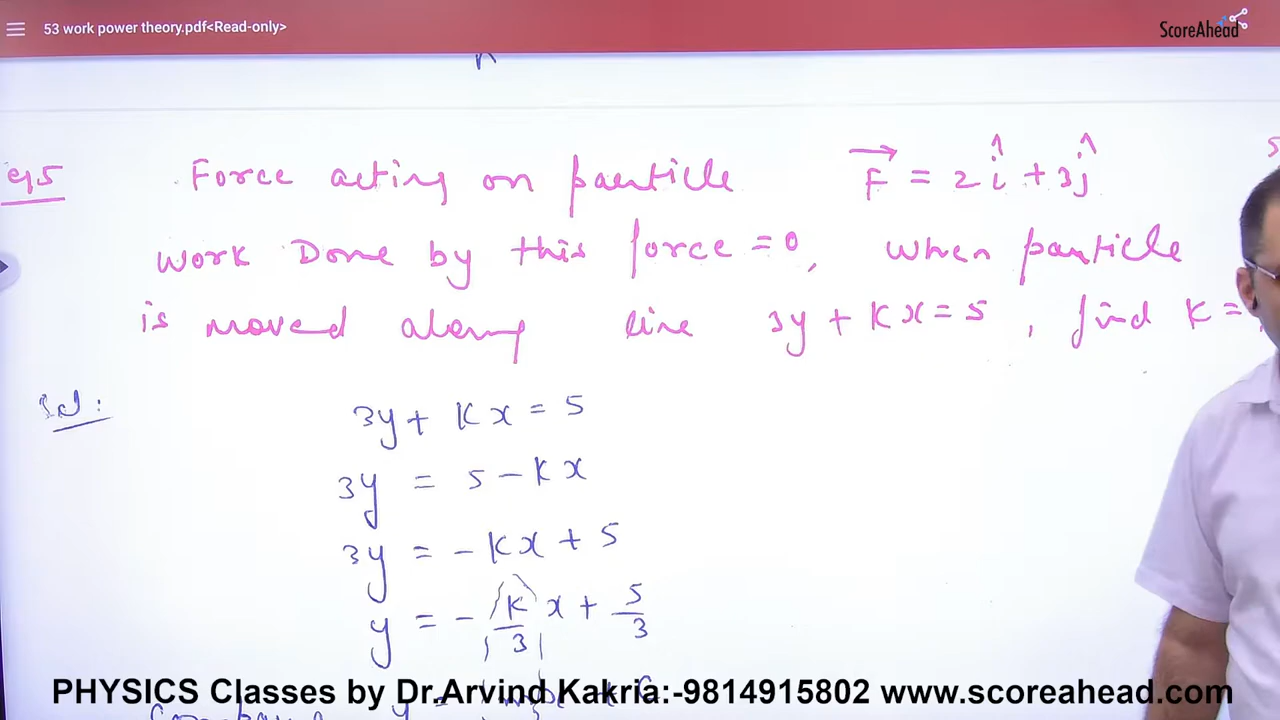 53 work power theory.pdf<Read-only>
ScoreAhead
eg5 Force acting on particle F = 2i + 3j
work Done by this force = 0, when particle
is moved along line 3y + Kx = 5, find K =
Sol:
3y + Kx = 5
3y = 5 - Kx
3y = - Kx + 5
y = - K/3 x + 5/3
PHYSICS Classes by Dr.Arvind Kakria:-9814915802 www.scoreahead.com